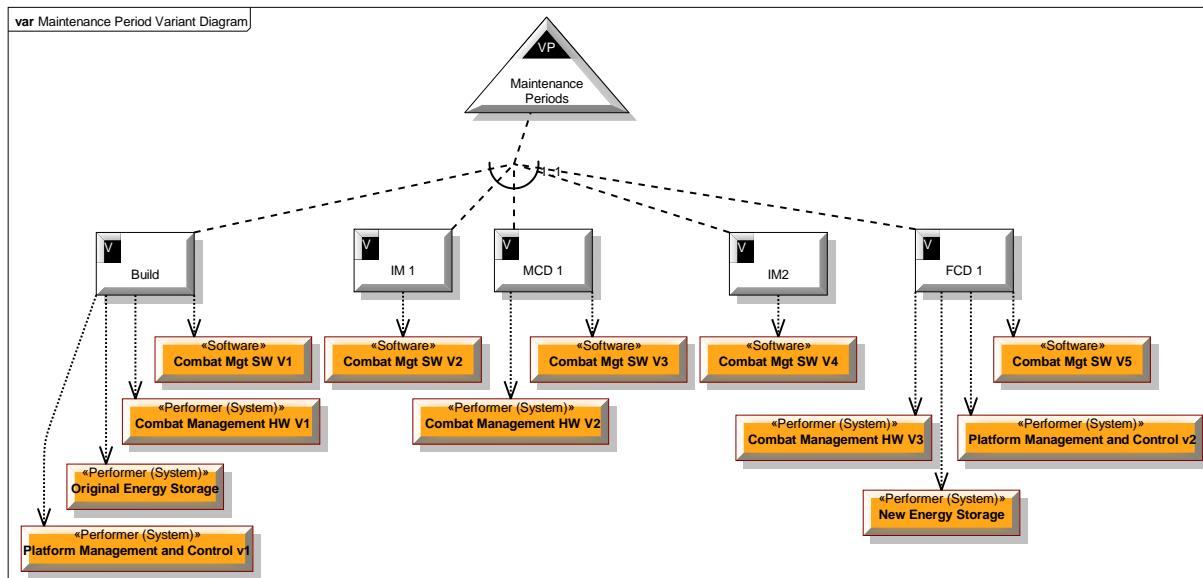 var Maintenance Period Variant Diagram
VP
Maintenance
Periods
1..1
V
Build
V
IM 1
V
MCD 1
V
IM2
V
FCD 1
«Software»
Combat Mgt SW V1
«Software»
Combat Mgt SW V2
«Software»
Combat Mgt SW V3
«Software»
Combat Mgt SW V4
«Software»
Combat Mgt SW V5
«Performer (System)»
Combat Management HW V1
«Performer (System)»
Combat Management HW V2
«Performer (System)»
Combat Management HW V3
«Performer (System)»
Platform Management and Control v2
«Performer (System)»
Original Energy Storage
«Performer (System)»
New Energy Storage
«Performer (System)»
Platform Management and Control v1